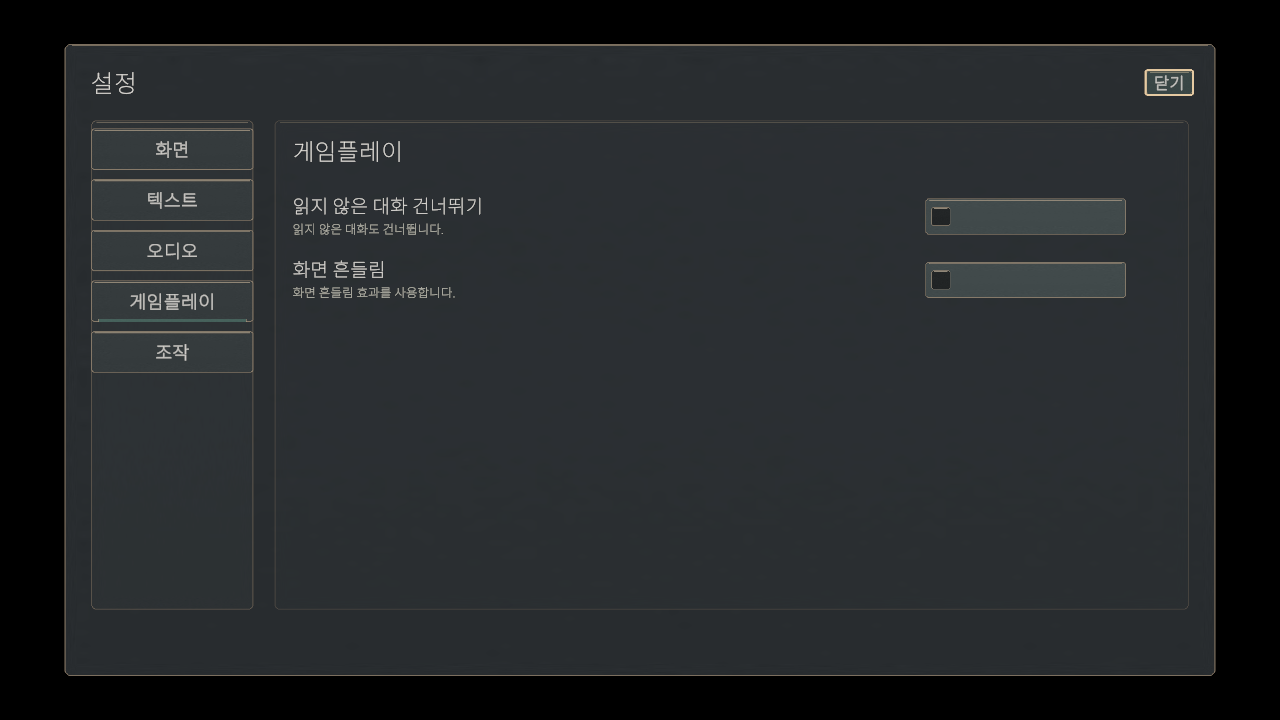 설정
닫기
화면
텍스트
오디오
게임플레이
조작
게임플레이
읽지 않은 대화 건너뛰기
읽지 않은 대화도 건너뜁니다.
화면 흔들림
화면 흔들림 효과를 사용합니다.